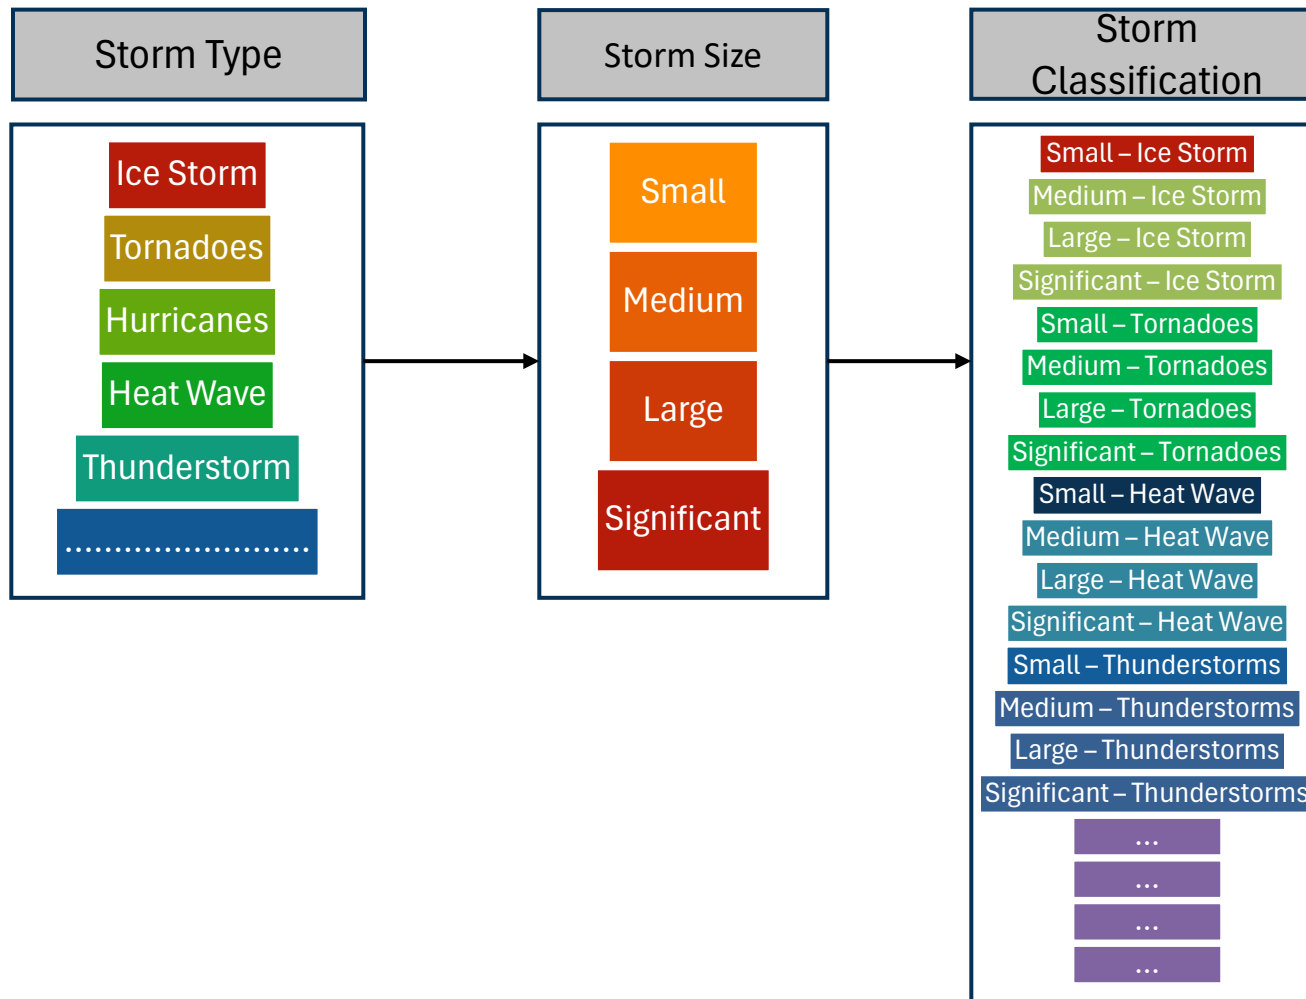 Storm Type
Ice Storm
Tornadoes
Hurricanes
Heat Wave
Thunderstorm
.........................
Storm Size
Small
Medium
Large
Significant
Storm
Classification
Small – Ice Storm
Medium – Ice Storm
Large – Ice Storm
Significant – Ice Storm
Small – Tornadoes
Medium – Tornadoes
Large – Tornadoes
Significant – Tornadoes
Small – Heat Wave
Medium – Heat Wave
Large – Heat Wave
Significant – Heat Wave
Small – Thunderstorms
Medium – Thunderstorms
Large – Thunderstorms
Significant – Thunderstorms
...
...
...
...